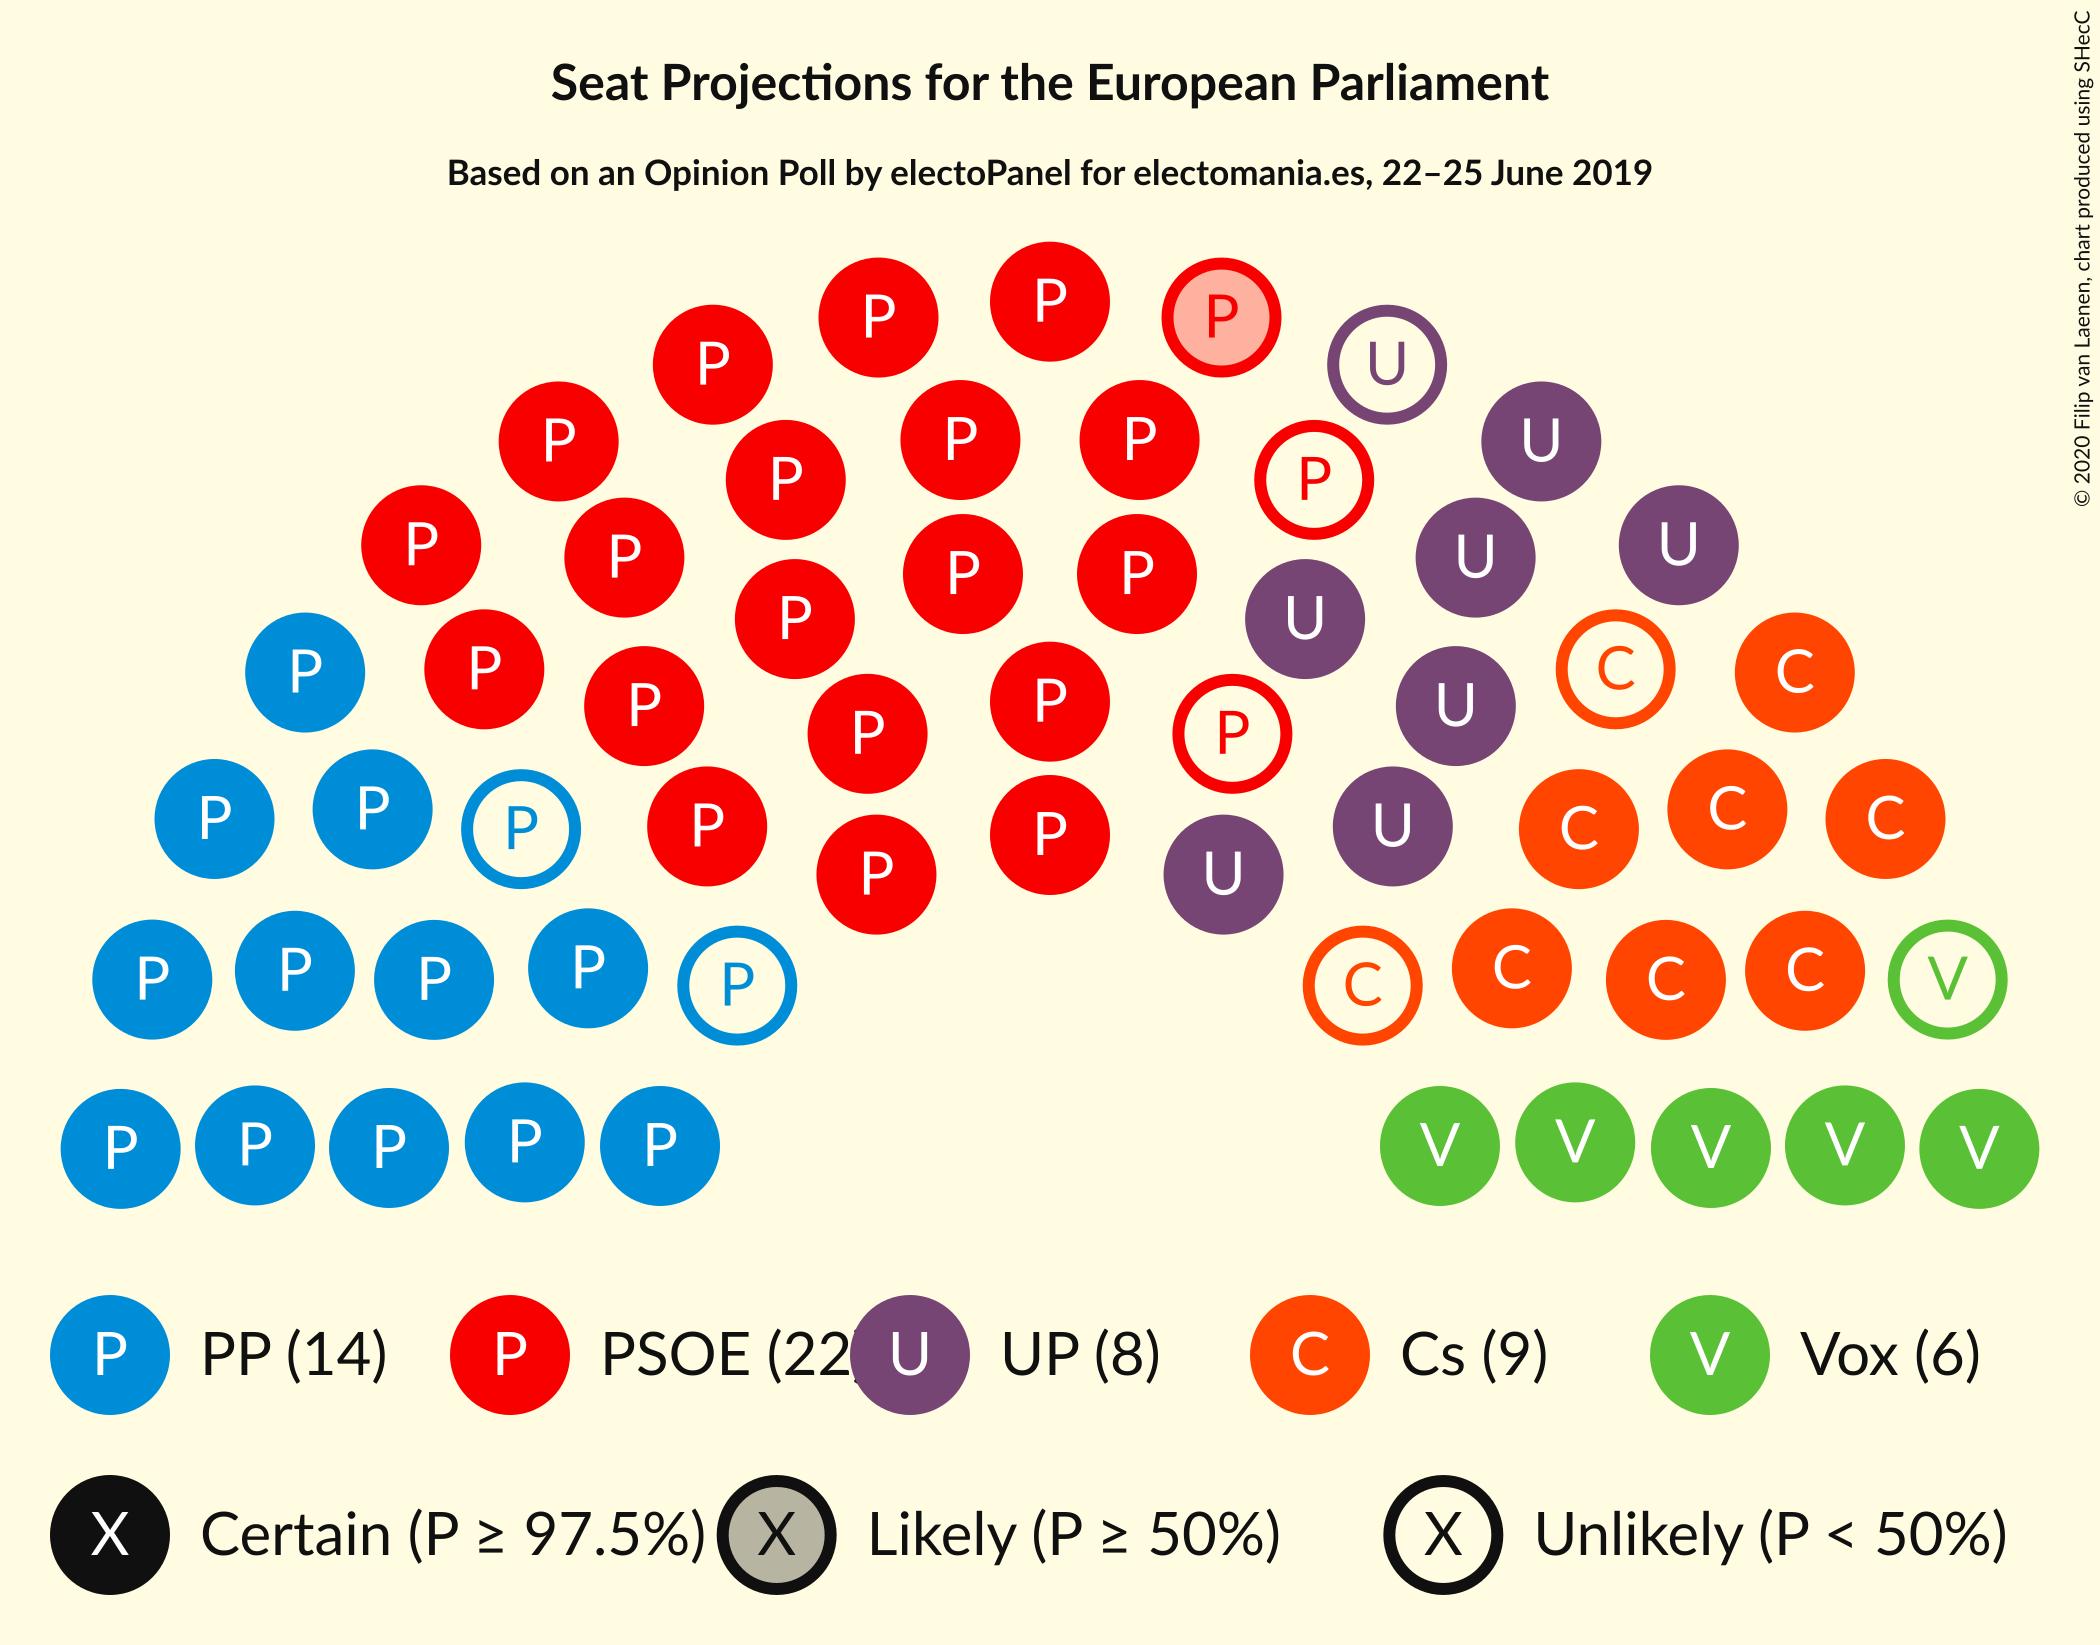 Seat Projections for the European Parliament
Based on an Opinion Poll by electoPanel for electomania.es, 22–25 June 2019
© 2020 Filip van Laenen, chart produced using SHecC
P P P
P P U
P P U
P P P P
P U U
P P U U
P P
P U
P P C C
P P U
P P
P P C C
P P P U C
P P U
P P P P P C C C C V
P P P P P V V V V V
P PP (14) P PSOE (22) U UP (8) C Cs (9) V Vox (6)
X Certain (P ≥ 97.5%) X Likely (P ≥ 50%) X Unlikely (P < 50%)